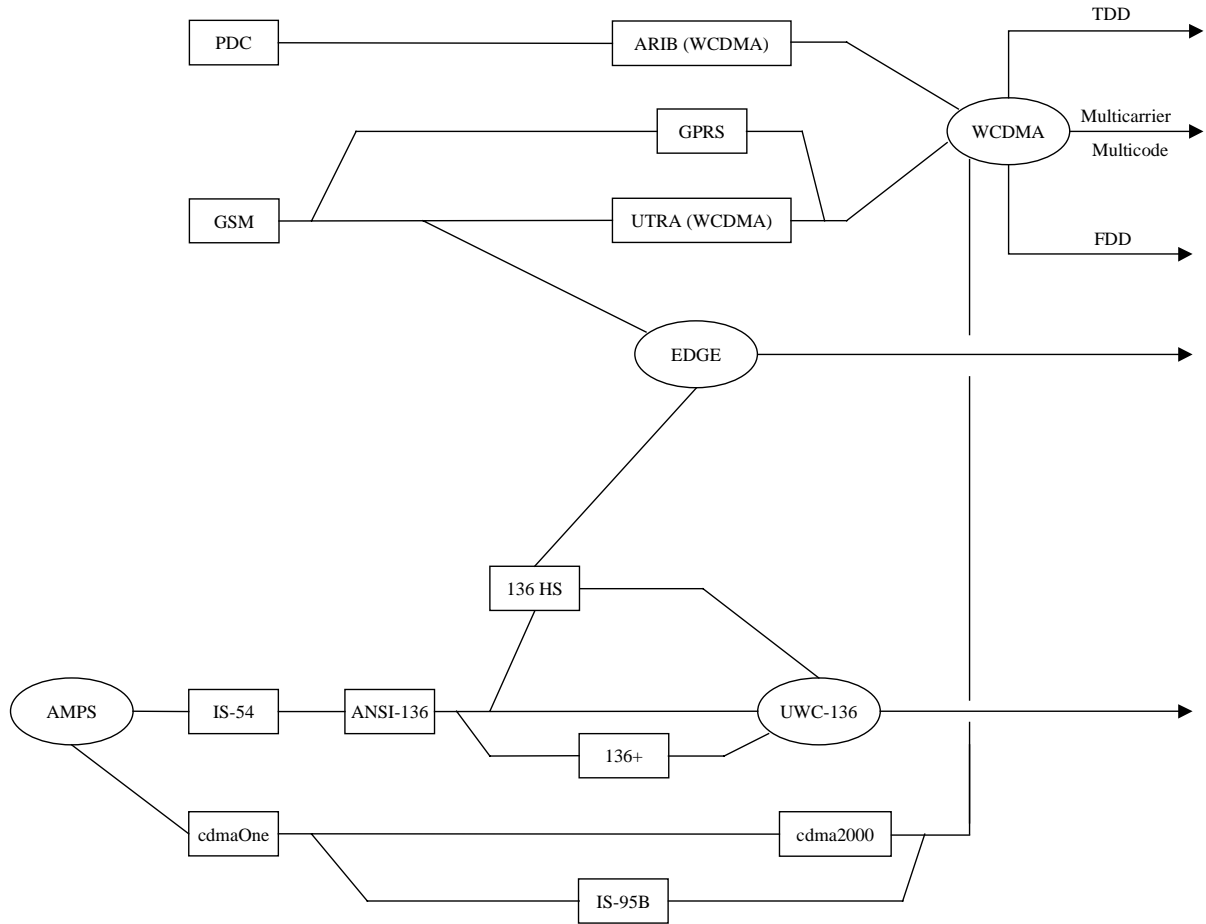 TDD
PDC
ARIB (WCDMA)
GPRS
WCDMA
Multicarrier
Multicode
GSM
UTRA (WCDMA)
FDD
EDGE
136 HS
AMPS
IS-54
ANSI-136
UWC-136
136+
cdmaOne
cdma2000
IS-95B